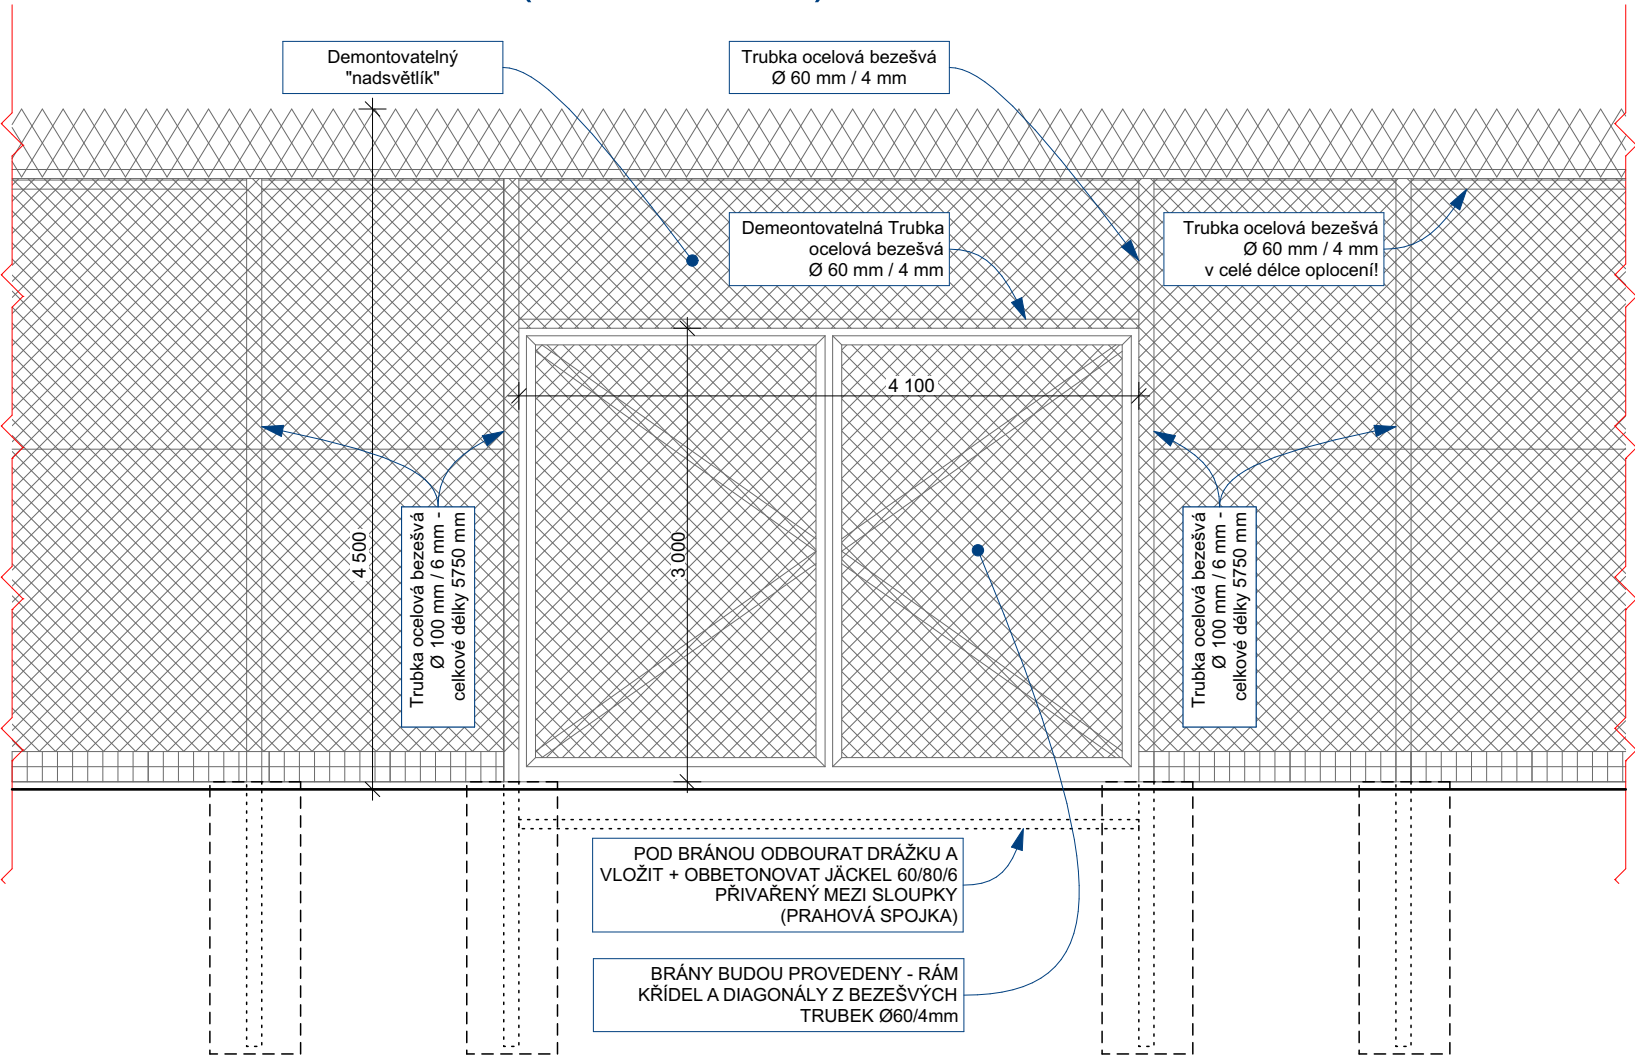 Demontovatelný
"nadsvětlík"
Trubka ocelová bezešvá
Ø 60 mm / 4 mm
Demeontovatelná Trubka
ocelová bezešvá
Ø 60 mm / 4 mm
Trubka ocelová bezešvá
Ø 60 mm / 4 mm
v celé délce oplocení!
4 100
4 500
Trubka ocelová bezešvá
Ø 100 mm / 6 mm -
celkové délky 5750 mm
3 000
Trubka ocelová bezešvá
Ø 100 mm / 6 mm -
celkové délky 5750 mm
POD BRÁNOU ODBOURAT DRÁŽKU A
VLOŽIT + OBBETONOVAT JÄCKEL 60/80/6
PŘIVAŘENÝ MEZI SLOUPKY
(PRAHOVÁ SPOJKA)
BRÁNY BUDOU PROVEDENY - RÁM
KŘÍDEL A DIAGONÁLY Z BEZEŠVÝCH
TRUBEK Ø60/4mm